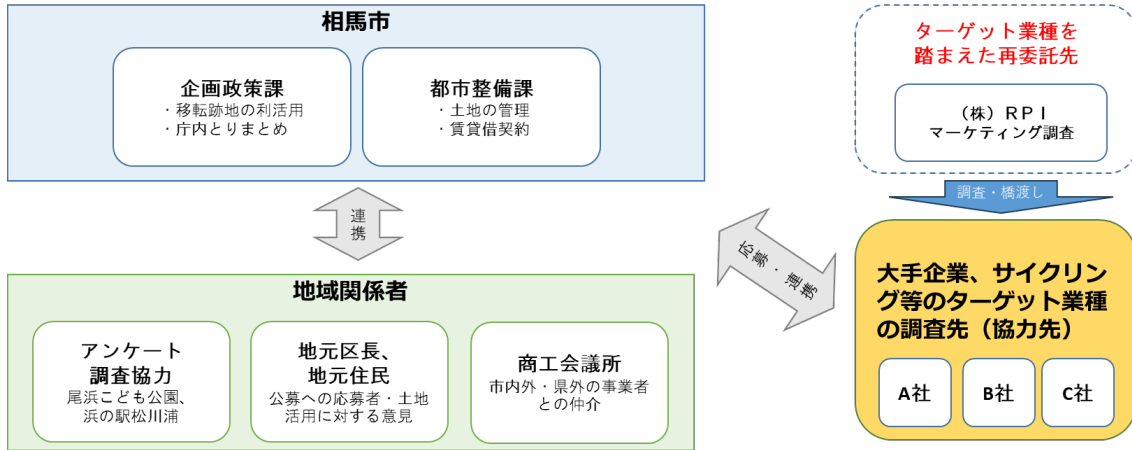 相馬市
企画政策課
・移転跡地の利活用
・庁内とりまとめ
都市整備課
・土地の管理
・賃貸借契約
ターゲット業種を
踏まえた再委託先
（株）ＲＰＩ
マーケティング調査
調査・橋渡し
連携
応募・連携
地域関係者
アンケート
調査協力
尾浜こども公園、
浜の駅松川浦
地元区長、
地元住民
公募への応募者・土地
活用に対する意見
商工会議所
市内外・県外の事業者
との仲介
大手企業、サイクリン
グ等のターゲット業種
の調査先（協力先）
A社
B社
C社